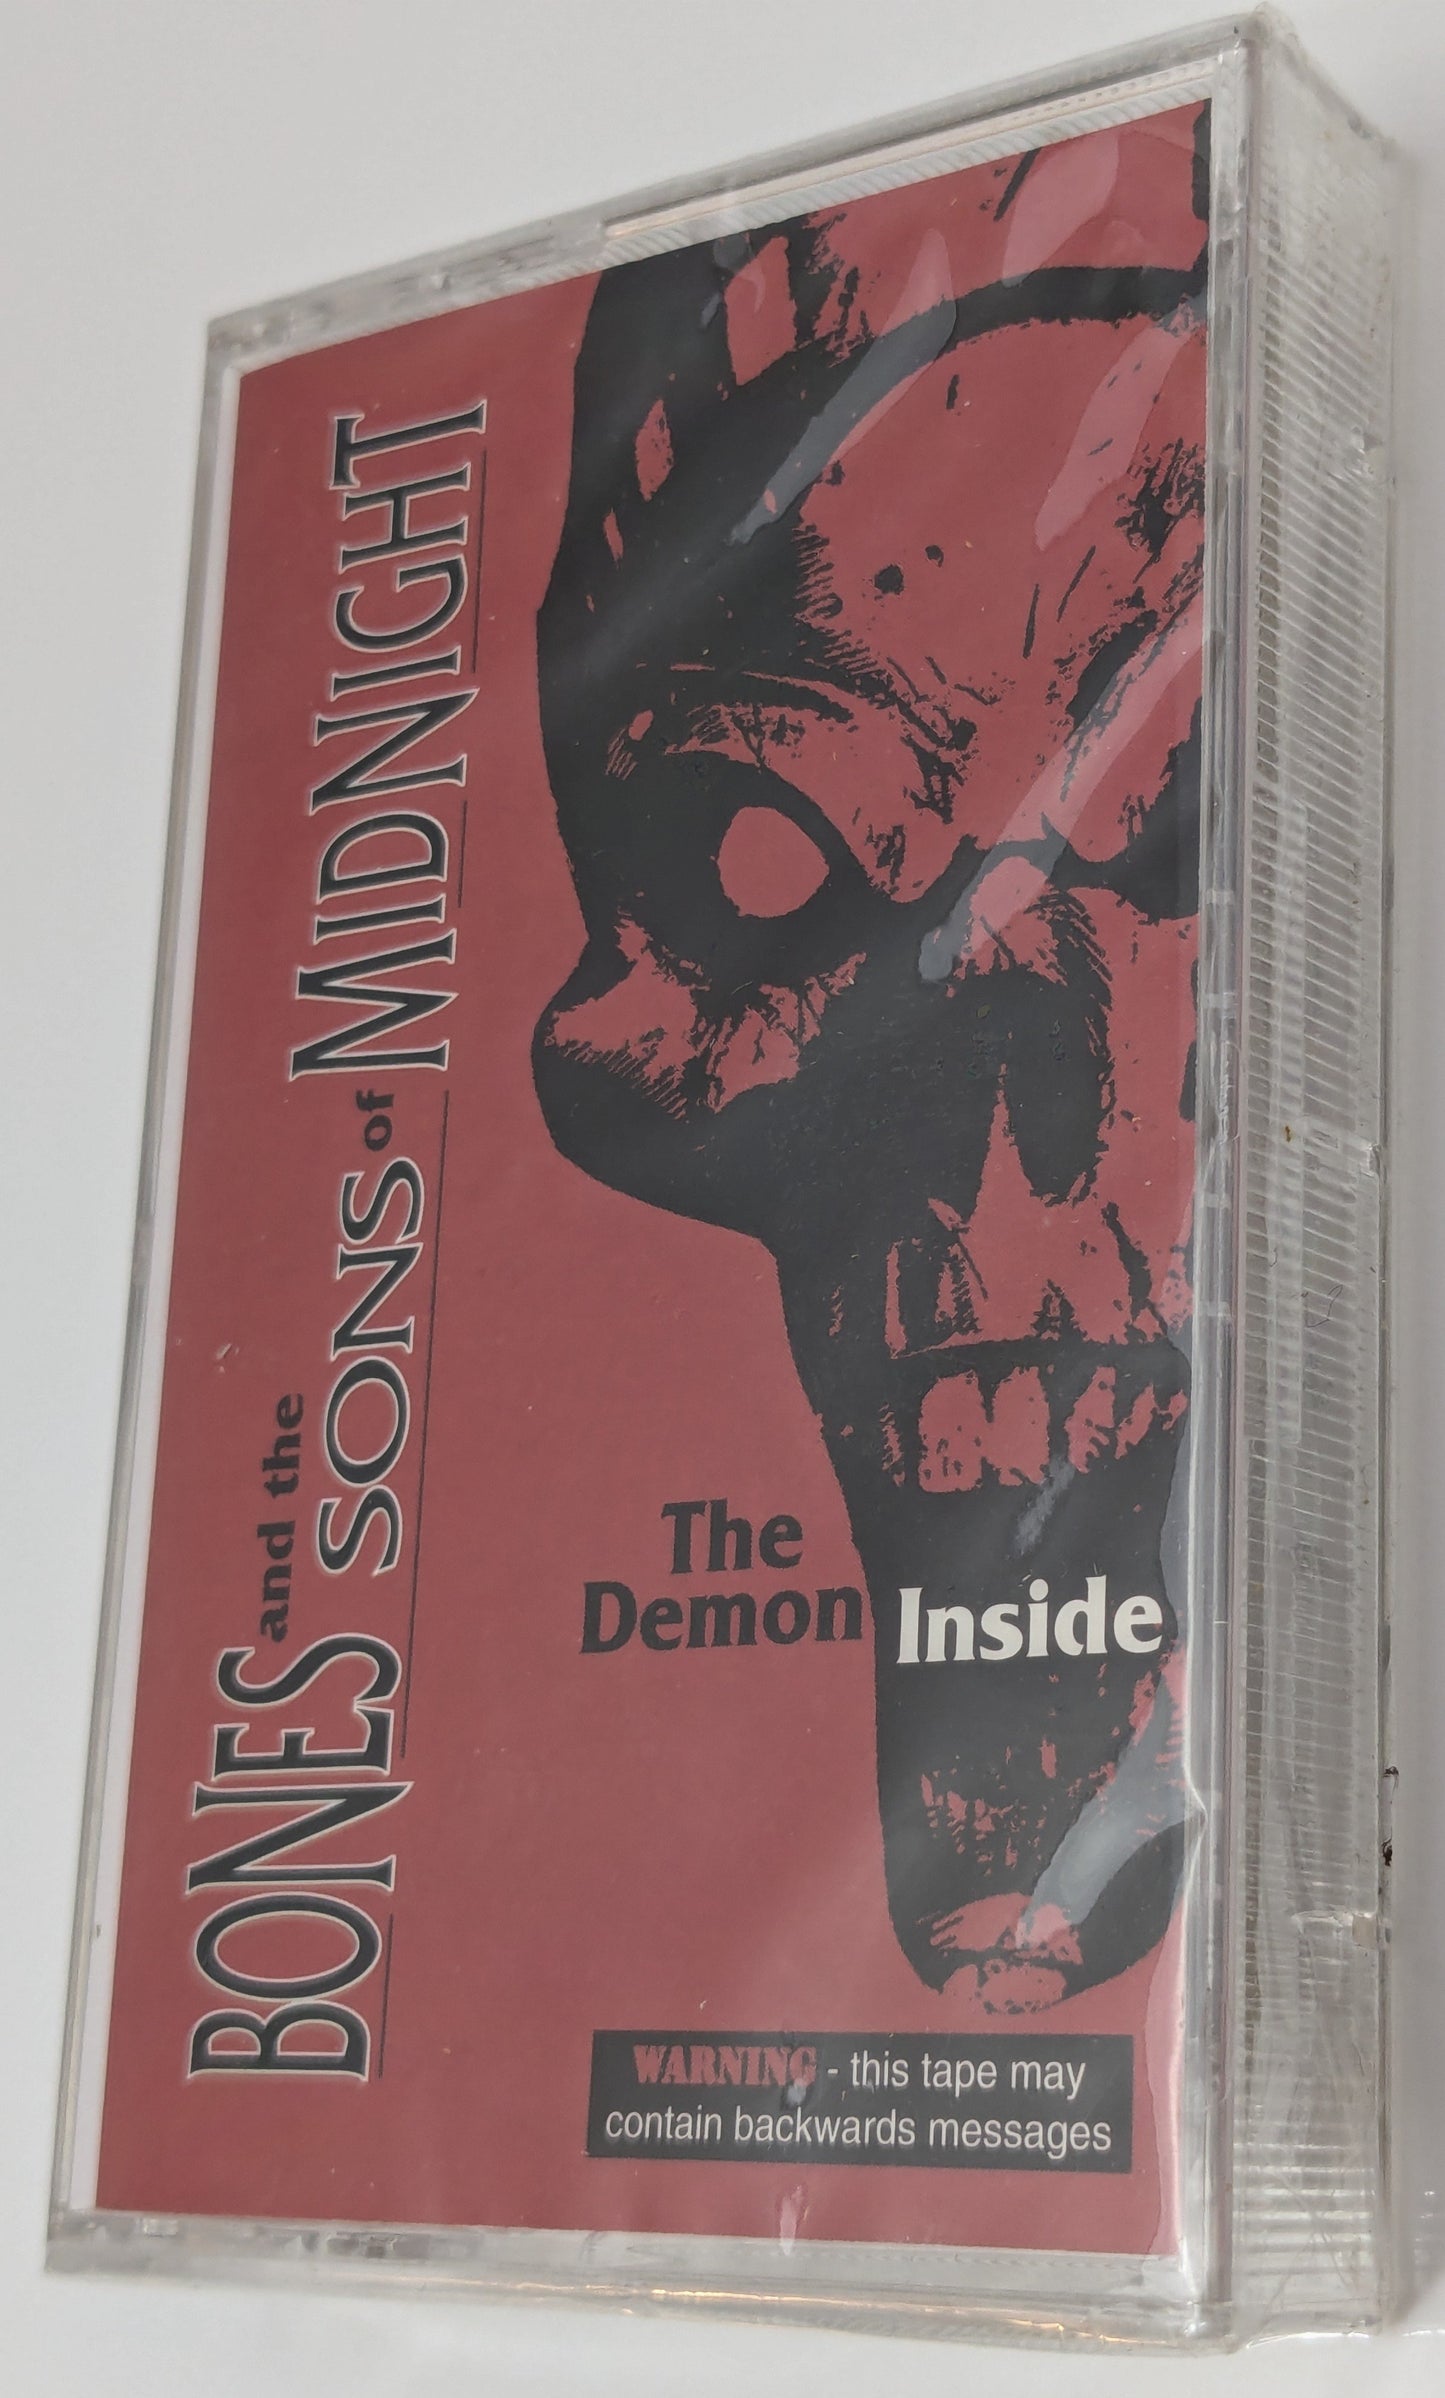 BONES and the
SONS of MIDNIGHT
The
Demon Inside
WARNING - this tape may
contain backwards messages